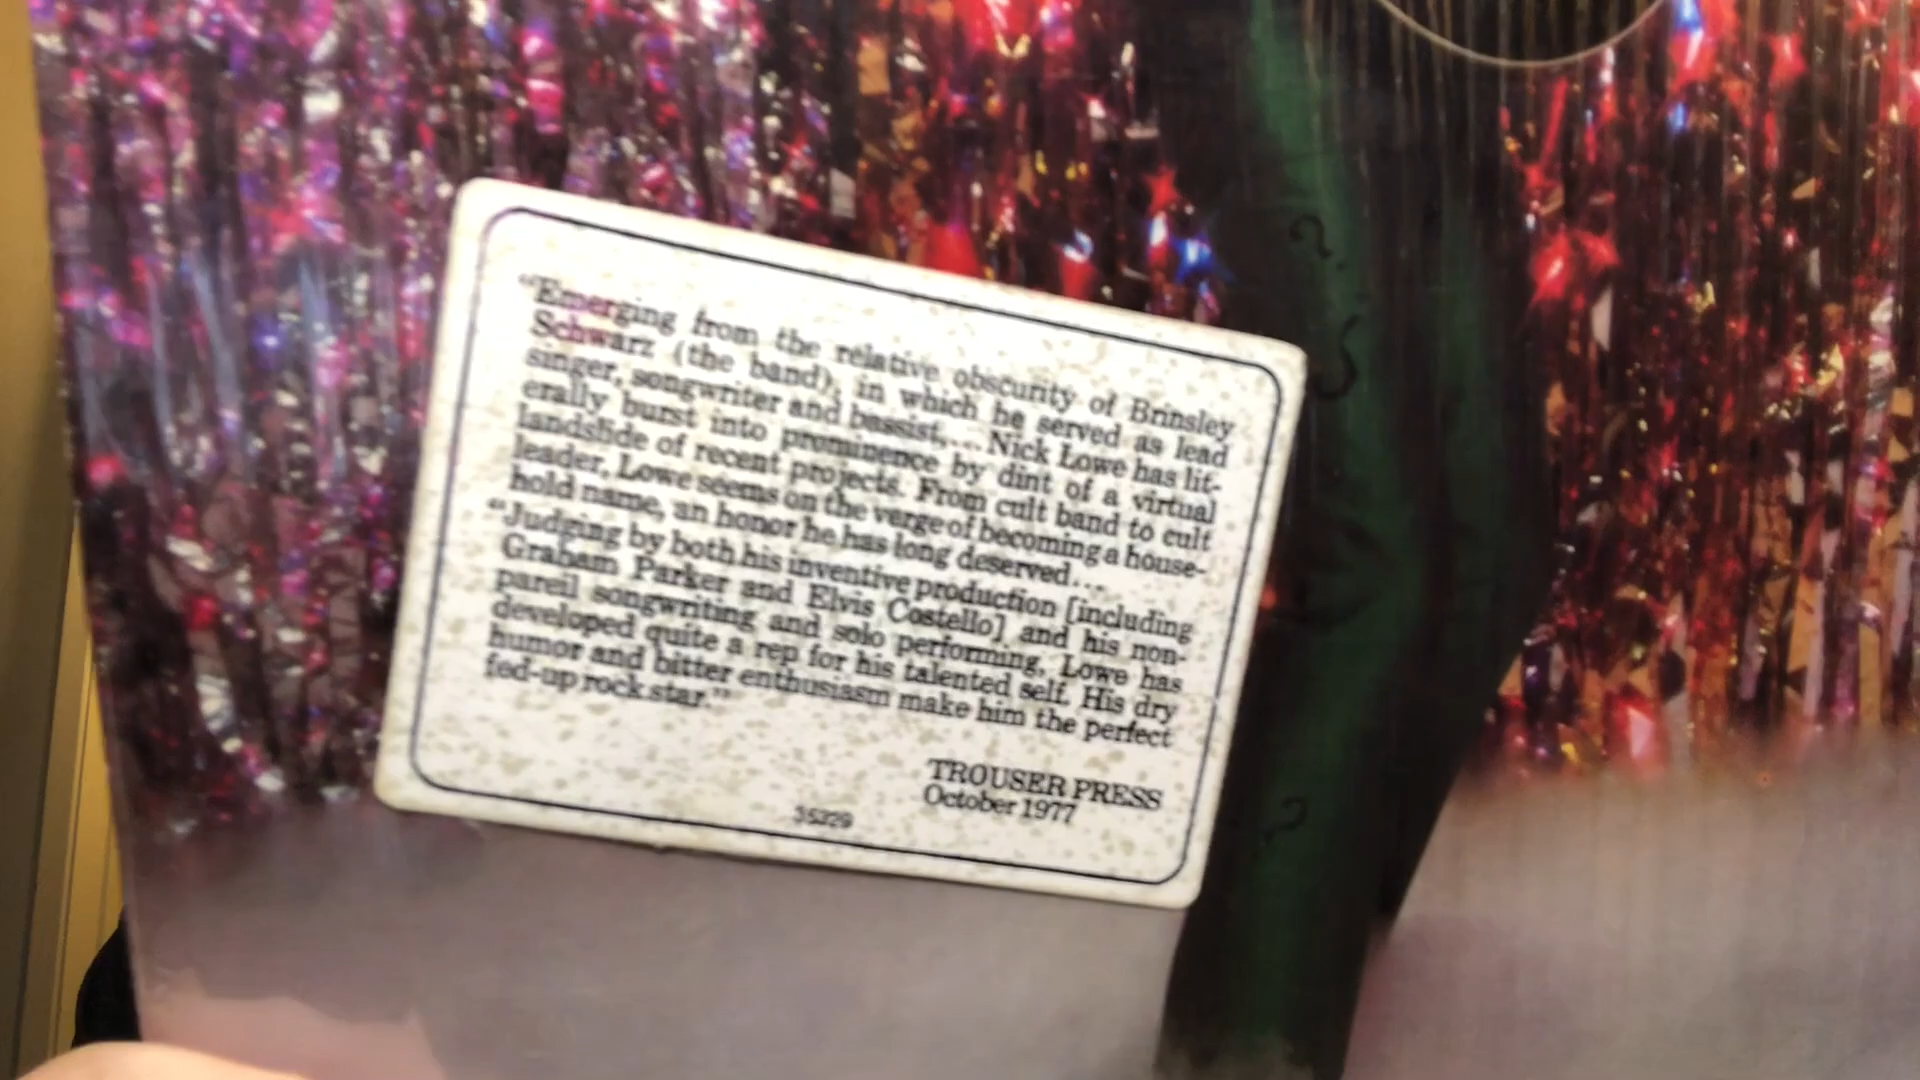 "Emerging from the relative obscurity of Brinsley
Schwarz (the band), in which he served as lead
singer, songwriter and bassist,... Nick Lowe has lit-
erally burst into prominence by dint of a virtual
landslide of recent projects. From cult band to cult
leader, Lowe seems on the verge of becoming a house-
hold name, an honor he has long deserved...
"Judging by both his inventive production [including
Graham Parker and Elvis Costello] and his non-
pareil songwriting and solo performing, Lowe has
developed quite a rep for his talented self. His dry
humor and bitter enthusiasm make him the perfect
fed-up rock star."
TROUSER PRESS
October 1977
35329
? ? ?